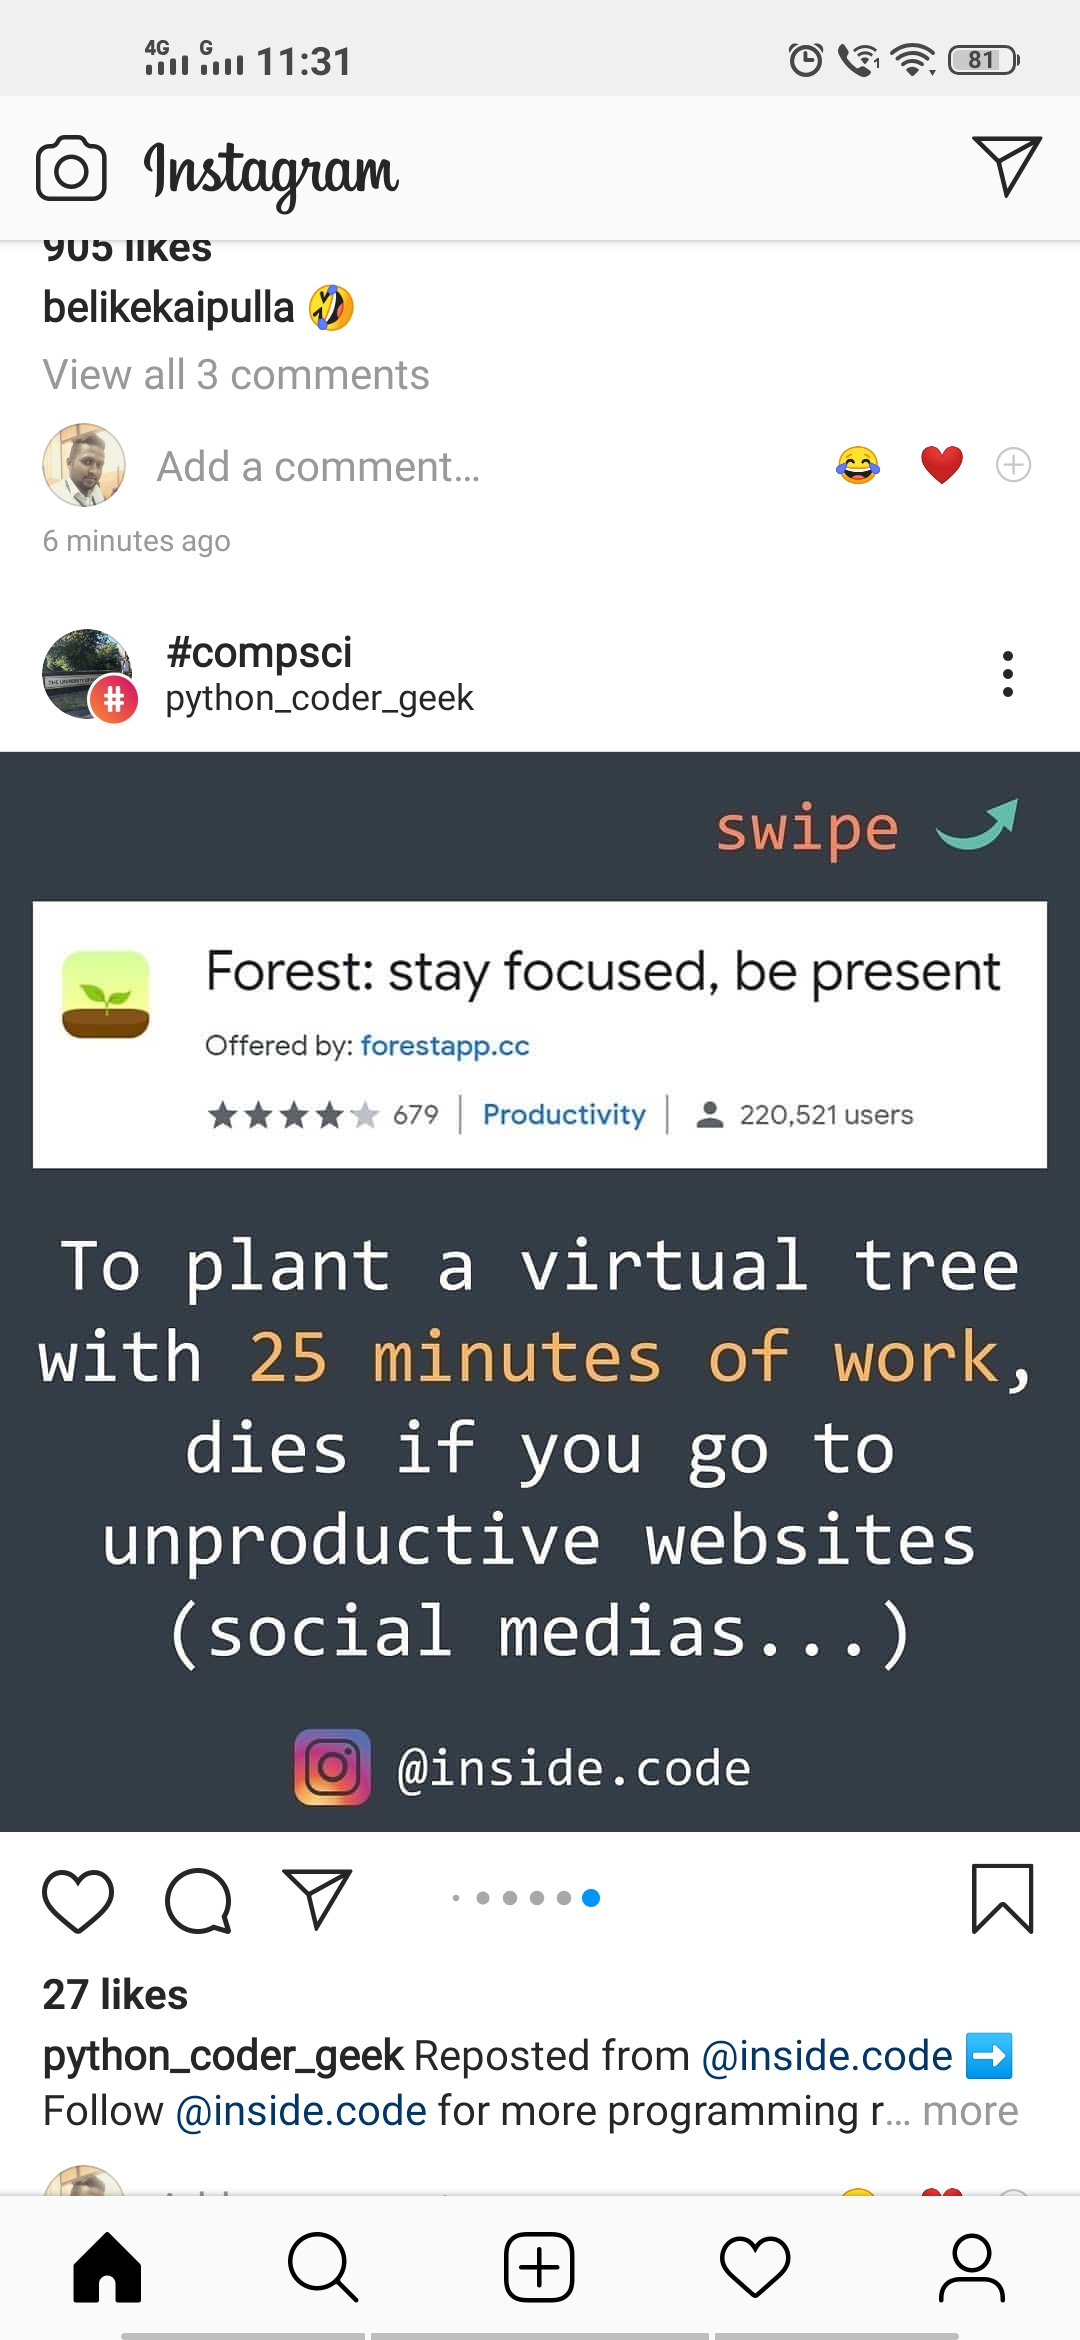 4G G 11:31 1 81
Instagram
905 likes
belikekaipulla 🤣
View all 3 comments
Add a comment...
6 minutes ago
#compsci
python_coder_geek
swipe
Forest: stay focused, be present
Offered by: forestapp.cc
679 | Productivity | 220,521 users
To plant a virtual tree
with 25 minutes of work,
dies if you go to
unproductive websites
(social medias...)
@inside.code
27 likes
python_coder_geek Reposted from @inside.code ➡️
Follow @inside.code for more programming r... more